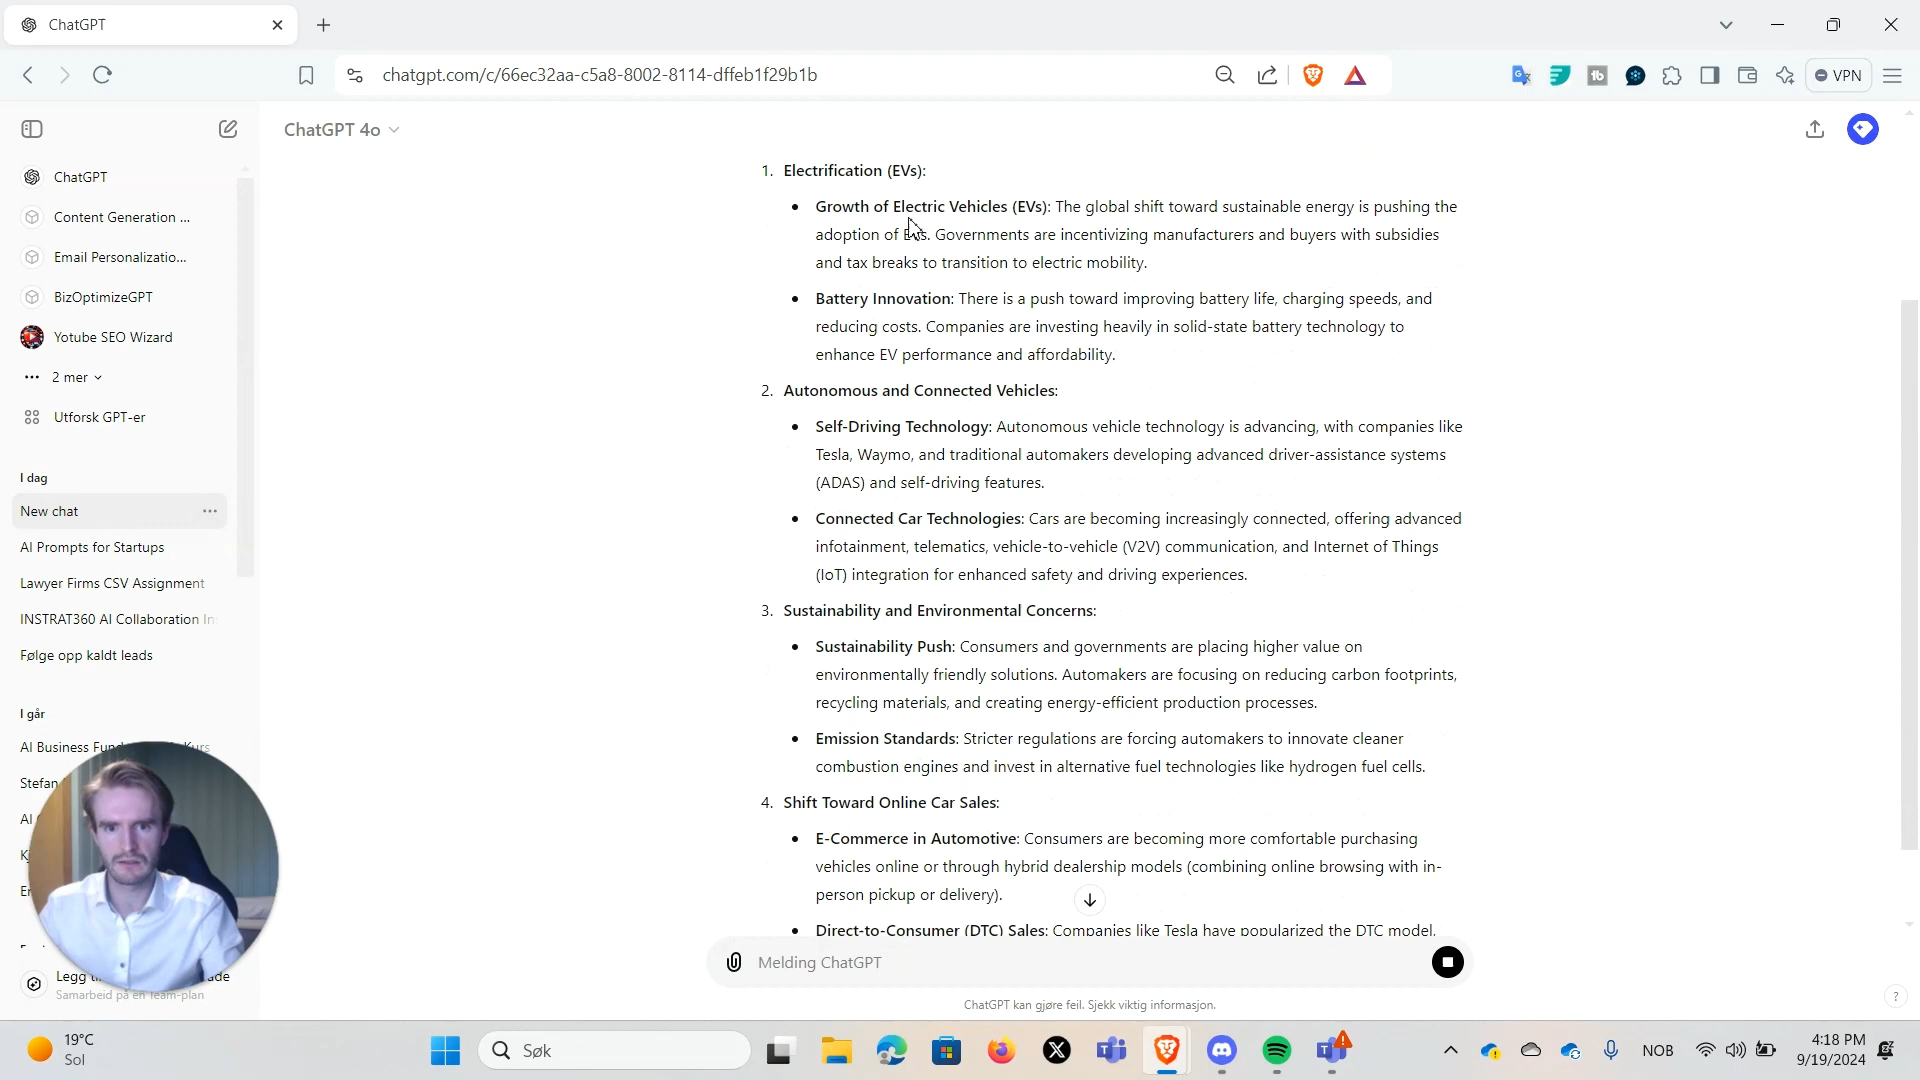 ChatGPT
chatgpt.com/c/66ec32aa-c5a8-8002-8114-dffeb1f29b1b
VPN
ChatGPT 4o
ChatGPT
Content Generation ...
Email Personalizatio...
BizOptimizeGPT
Yotube SEO Wizard
2 mer
Utforsk GPT-er
I dag
New chat
AI Prompts for Startups
Lawyer Firms CSV Assignment
INSTRAT360 AI Collaboration In
Følge opp kaldt leads
I går
AI Business Kurs
Stefan
Legg
Samarbeid på en Team-plan
1. Electrification (EVs):
• Growth of Electric Vehicles (EVs): The global shift toward sustainable energy is pushing the
adoption of EVs. Governments are incentivizing manufacturers and buyers with subsidies
and tax breaks to transition to electric mobility.
• Battery Innovation: There is a push toward improving battery life, charging speeds, and
reducing costs. Companies are investing heavily in solid-state battery technology to
enhance EV performance and affordability.
2. Autonomous and Connected Vehicles:
• Self-Driving Technology: Autonomous vehicle technology is advancing, with companies like
Tesla, Waymo, and traditional automakers developing advanced driver-assistance systems
(ADAS) and self-driving features.
• Connected Car Technologies: Cars are becoming increasingly connected, offering advanced
infotainment, telematics, vehicle-to-vehicle (V2V) communication, and Internet of Things
(IoT) integration for enhanced safety and driving experiences.
3. Sustainability and Environmental Concerns:
• Sustainability Push: Consumers and governments are placing higher value on
environmentally friendly solutions. Automakers are focusing on reducing carbon footprints,
recycling materials, and creating energy-efficient production processes.
• Emission Standards: Stricter regulations are forcing automakers to innovate cleaner
combustion engines and invest in alternative fuel technologies like hydrogen fuel cells.
4. Shift Toward Online Car Sales:
• E-Commerce in Automotive: Consumers are becoming more comfortable purchasing
vehicles online or through hybrid dealership models (combining online browsing with in-
person pickup or delivery).
• Direct-to-Consumer (DTC) Sales: Companies like Tesla have popularized the DTC model,
Melding ChatGPT
ChatGPT kan gjøre feil. Sjekk viktig informasjon.
?
19°C
Sol
Søk
NOB
4:18 PM
9/19/2024